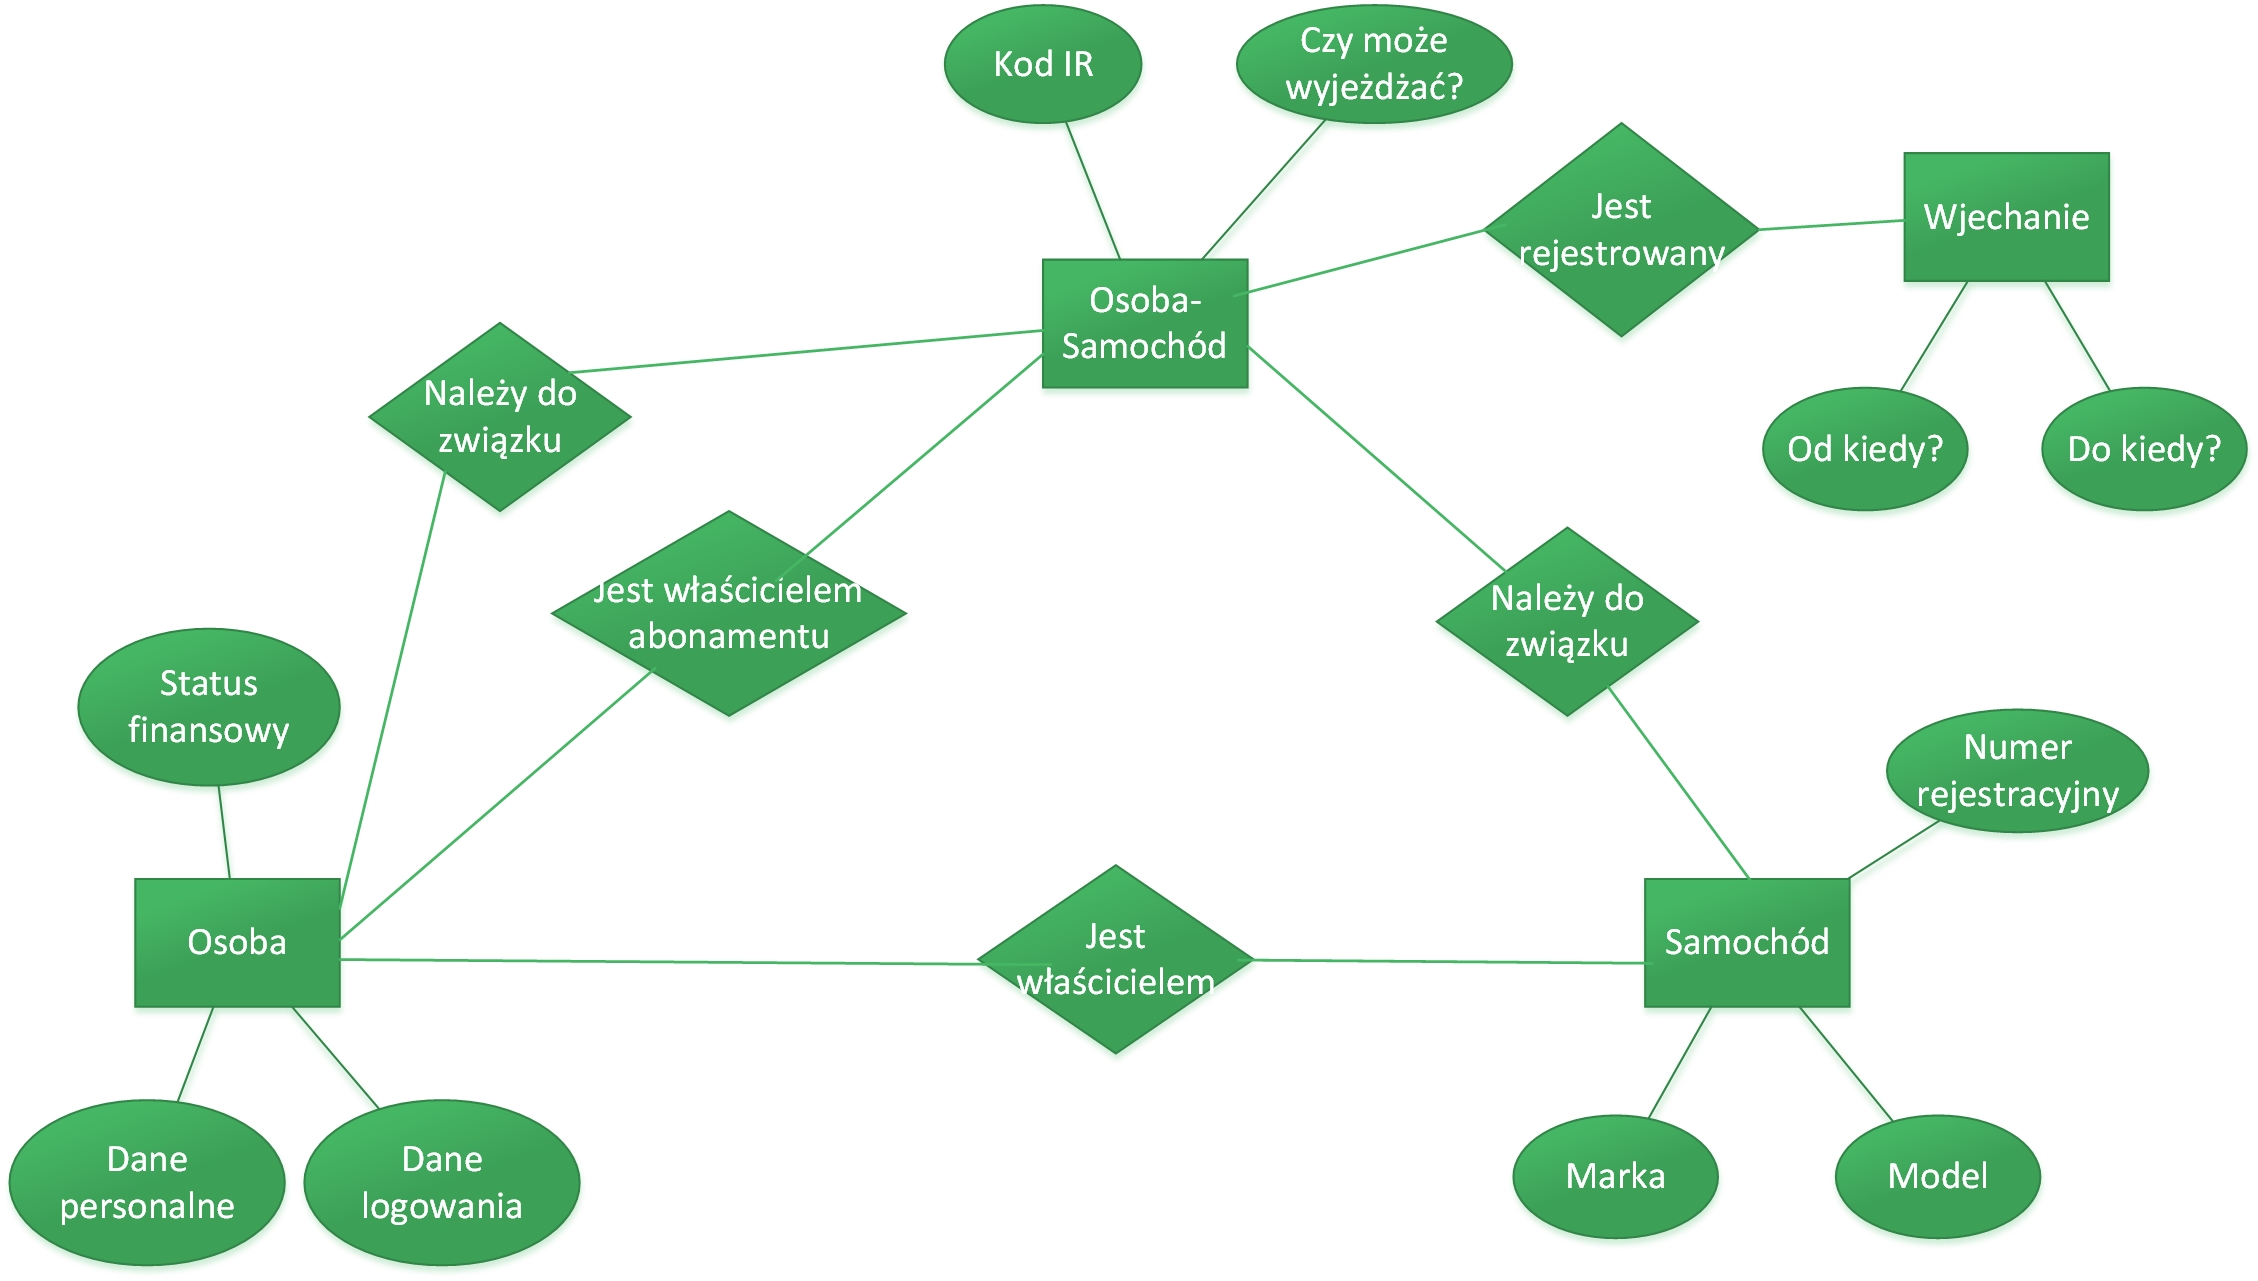 Kod IR
Czy może
wyjeżdżać?
Jest
rejestrowany
Wjechanie
Osoba-
Samochód
Należy do
związku
Od kiedy?
Do kiedy?
Jest właścicielem
abonamentu
Należy do
związku
Status
finansowy
Numer
rejestracyjny
Osoba
Jest
właścicielem
Samochód
Dane
personalne
Dane
logowania
Marka
Model